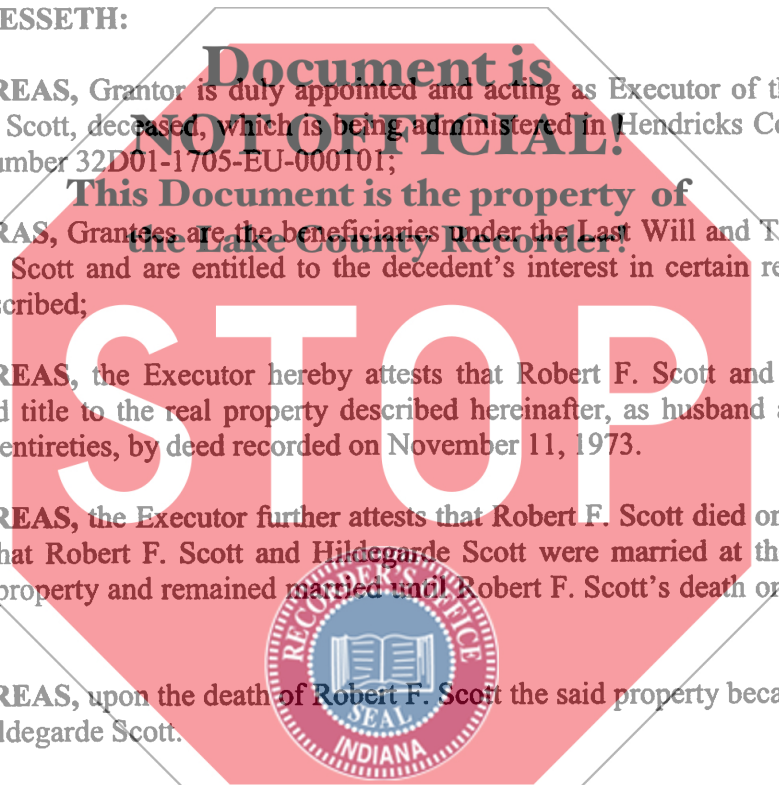 ESSETH:
Document is
REAS, Grantor is duly appointed and acting as Executor of th
NOT OFFICIAL!
Scott, deceased, which is being administered in Hendricks Co
umber 32D01-1705-EU-000101;
This Document is the property of
RAS, Grantees are the beneficiaries under the Last Will and T
the Lake County Recorder!
Scott and are entitled to the decedent's interest in certain re
cribed;
STOP
REAS, the Executor hereby attests that Robert F. Scott and
d title to the real property described hereinafter, as husband a
entireties, by deed recorded on November 11, 1973.
REAS, the Executor further attests that Robert F. Scott died on
hat Robert F. Scott and Hildegarde Scott were married at th
property and remained married until Robert F. Scott's death on
RECORDER'S OFFICE
REAS, upon the death of Robert F. Scott the said property beca
ldegarde Scott.
SEAL
INDIANA